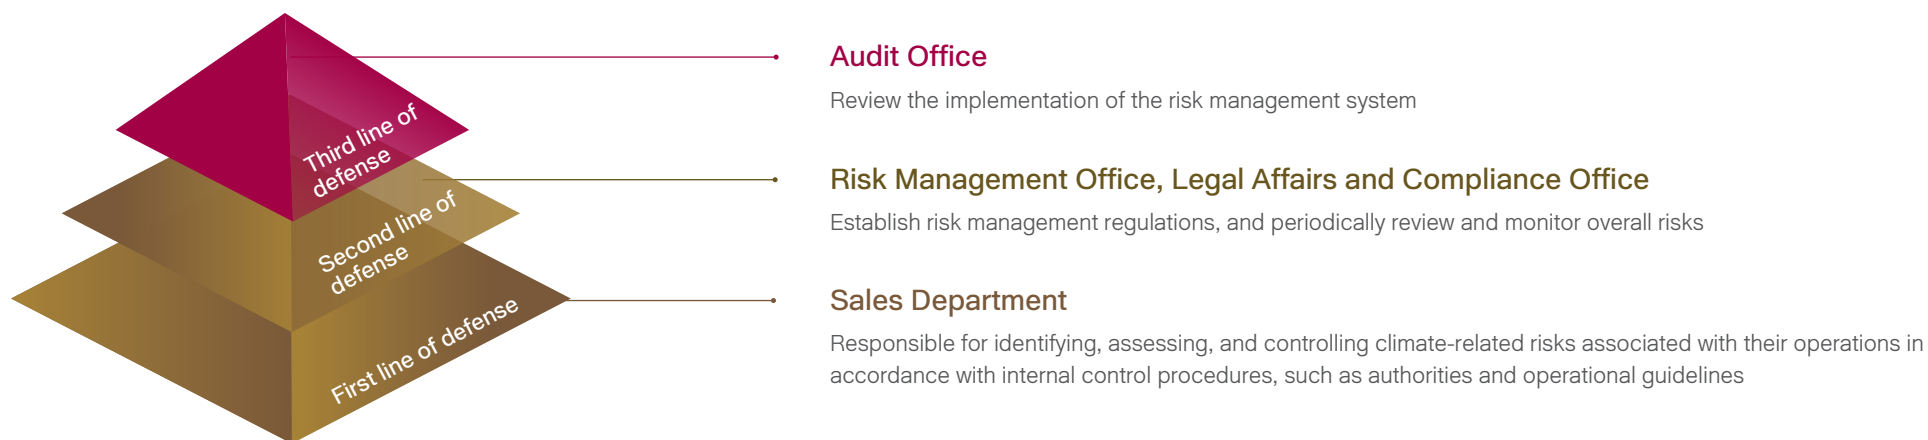 Third line of
defense
Second line of
defense
First line of defense
Audit Office
Review the implementation of the risk management system
Risk Management Office, Legal Affairs and Compliance Office
Establish risk management regulations, and periodically review and monitor overall risks
Sales Department
Responsible for identifying, assessing, and controlling climate-related risks associated with their operations in
accordance with internal control procedures, such as authorities and operational guidelines